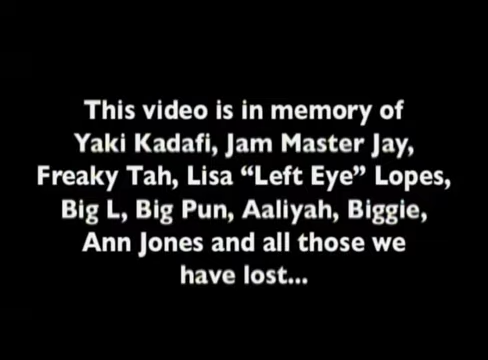 This video is in memory of
Yaki Kadafi, Jam Master Jay,
Freaky Tah, Lisa “Left Eye” Lopes,
Big L, Big Pun, Aaliyah, Biggie,
Ann Jones and all those we
have lost...